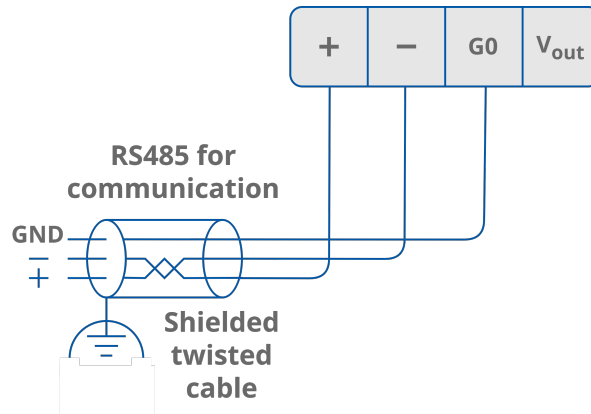 + − G0 Vout
RS485 for
communication
GND
−
+
Shielded
twisted
cable